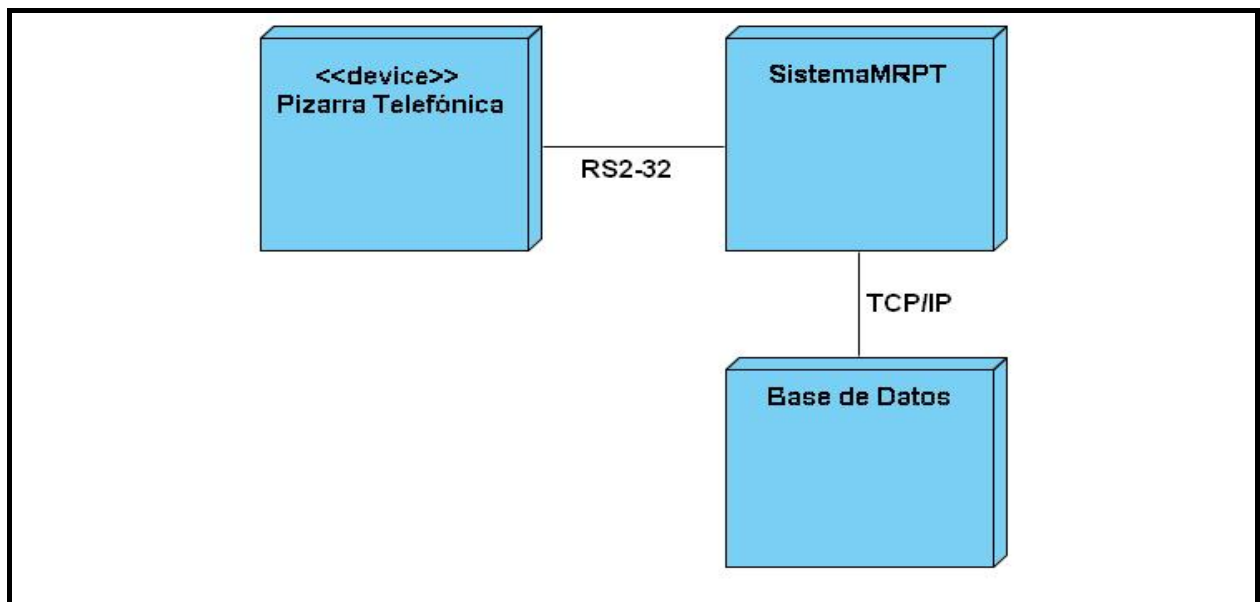 <<device>>
Pizarra Telefónica
SistemaMRPT
RS2-32
TCP/IP
Base de Datos